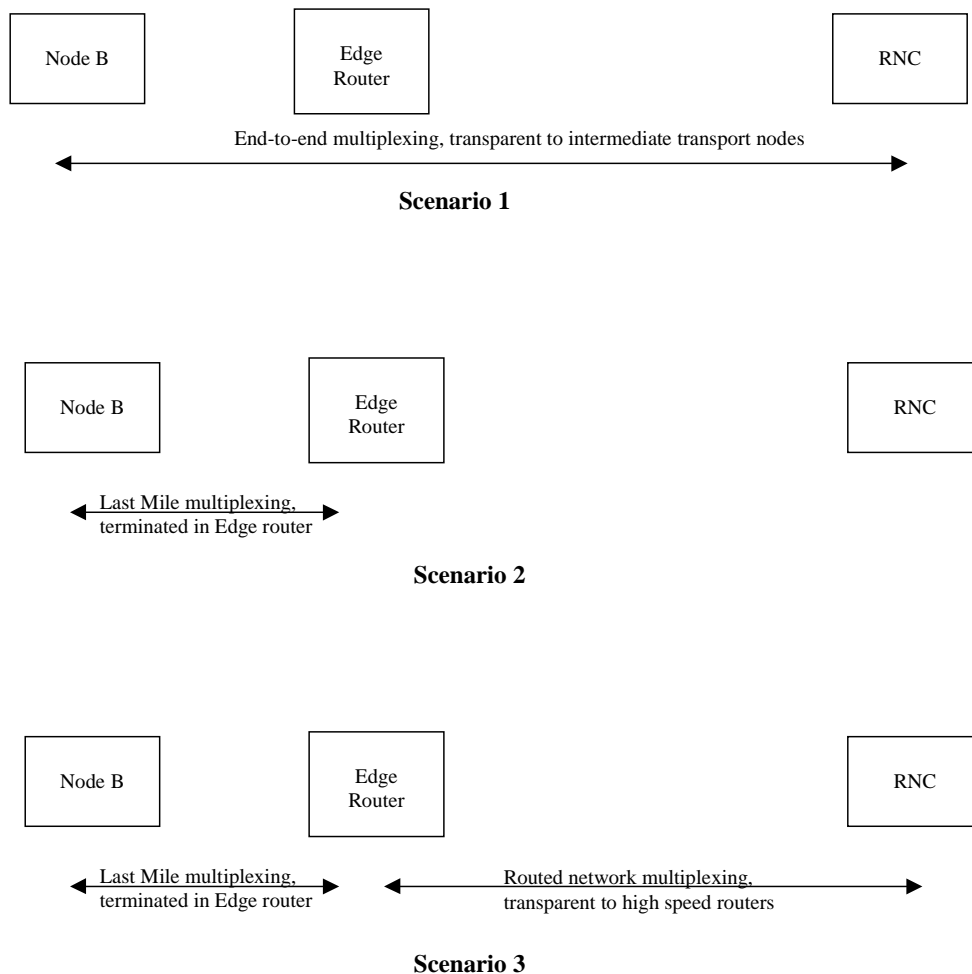 Node B
Edge
Router
RNC
End-to-end multiplexing, transparent to intermediate transport nodes
Scenario 1
Node B
Edge
Router
RNC
Last Mile multiplexing,
terminated in Edge router
Scenario 2
Node B
Edge
Router
RNC
Last Mile multiplexing,
terminated in Edge router
Routed network multiplexing,
transparent to high speed routers
Scenario 3